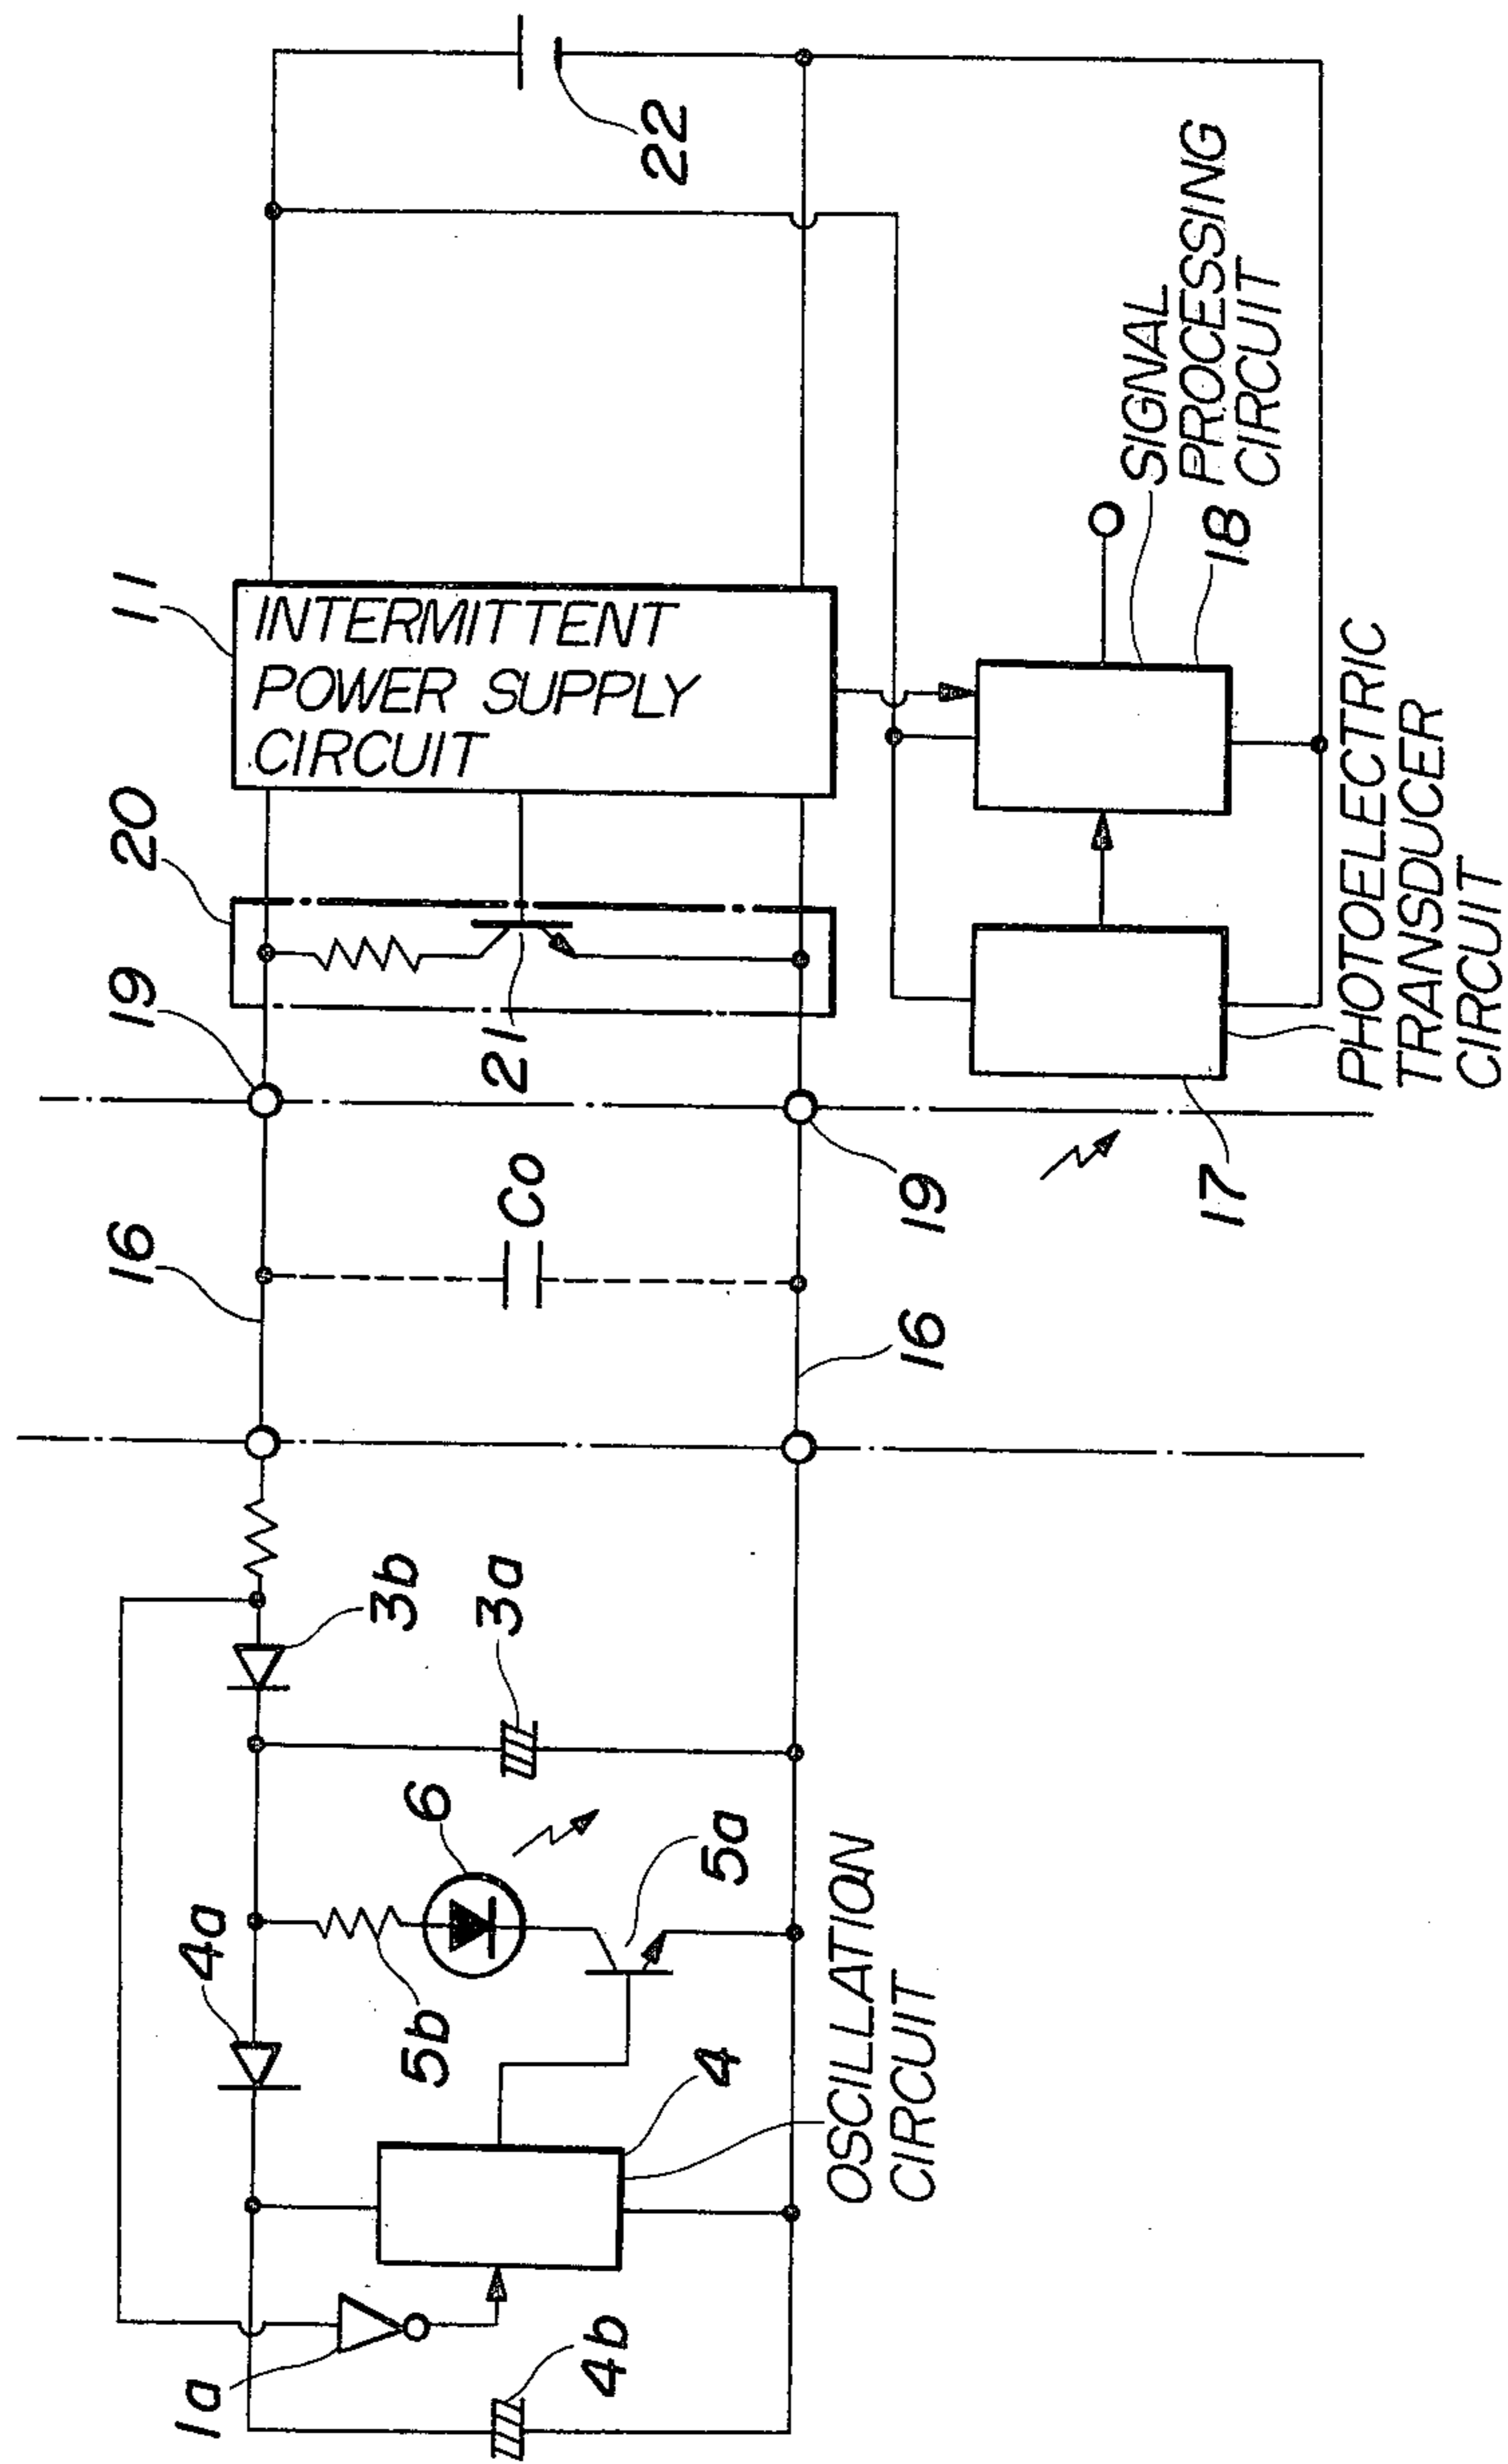 11
INTERMITTENT
POWER SUPPLY
CIRCUIT
22
20
21
19
19
16
16
Co
SIGNAL
PROCESSING
CIRCUIT
18
PHOTOELECTRIC
TRANSDUCER
CIRCUIT
17
3b
3a
6
5a
4a
5b
4
OSCILLATION
CIRCUIT
1a
4b